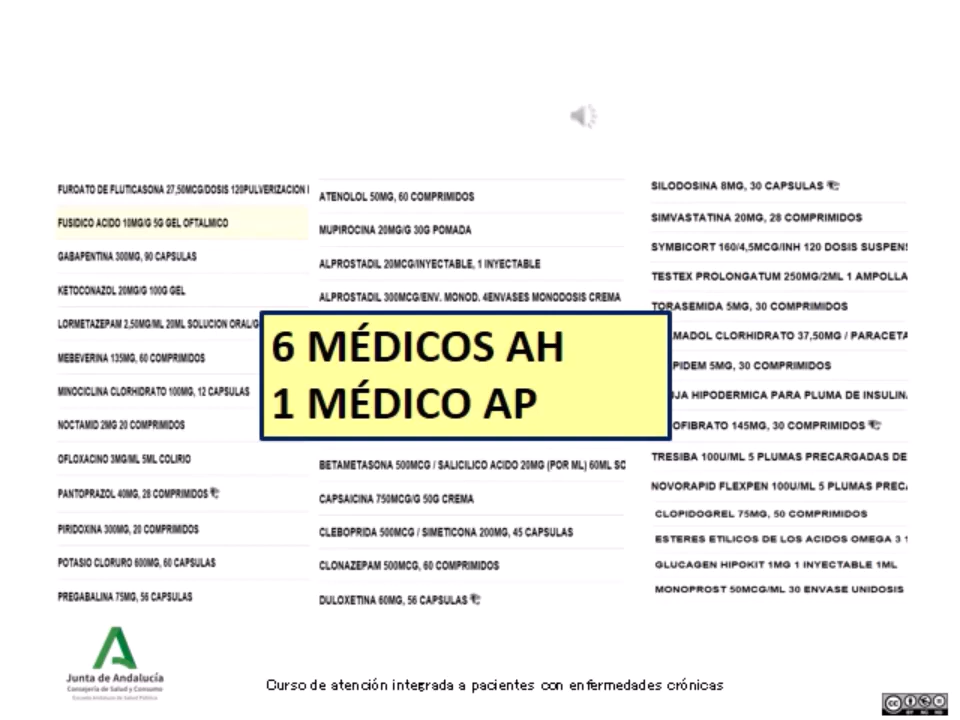 FUROATO DE FLUTICASONA 27,50MCG/DOSIS 120PULVERIZACION
FUSIDICO ACIDO 10MG/G 5G GEL OFTALMICO
GABAPENTINA 300MG, 90 CAPSULAS
KETOCONAZOL 20MG/G 100G GEL
LORMETAZEPAM 2,50MG/ML 20ML SOLUCION ORAL/G
MEBEVERINA 135MG, 60 COMPRIMIDOS
MINOCICLINA CLORHIDRATO 100MG, 12 CAPSULAS
NOCTAMID 2MG 20 COMPRIMIDOS
OFLOXACINO 3MG/ML 5ML COLIRIO
PANTOPRAZOL 40MG, 28 COMPRIMIDOS
PIRIDOXINA 300MG, 20 COMPRIMIDOS
POTASIO CLORURO 600MG, 60 CAPSULAS
PREGABALINA 75MG, 56 CAPSULAS
ATENOLOL 50MG, 60 COMPRIMIDOS
MUPIROCINA 20MG/G 30G POMADA
ALPROSTADIL 20MCG/INYECTABLE, 1 INYECTABLE
ALPROSTADIL 300MCG/ENV. MONOD. 4ENVASES MONODOSIS CREMA
6 MÉDICOS AH
1 MÉDICO AP
BETAMETASONA 500MCG / SALICILICO ACIDO 20MG (POR ML) 60ML SO
CAPSAICINA 750MCG/G 50G CREMA
CLEBOPRIDA 500MCG / SIMETICONA 200MG, 45 CAPSULAS
CLONAZEPAM 500MCG, 60 COMPRIMIDOS
DULOXETINA 60MG, 56 CAPSULAS
SILODOSINA 8MG, 30 CAPSULAS
SIMVASTATINA 20MG, 28 COMPRIMIDOS
SYMBICORT 160/4,5MCG/INH 120 DOSIS SUSPENS
TESTEX PROLONGATUM 250MG/2ML 1 AMPOLLA
TORASEMIDA 5MG, 30 COMPRIMIDOS
MADOL CLORHIDRATO 37,50MG / PARACETA
PIDEM 5MG, 30 COMPRIMIDOS
JA HIPODERMICA PARA PLUMA DE INSULIN
OFIBRATO 145MG, 30 COMPRIMIDOS
TRESIBA 100U/ML 5 PLUMAS PRECARGADAS DE
NOVORAPID FLEXPEN 100U/ML 5 PLUMAS PREC
CLOPIDOGREL 75MG, 50 COMPRIMIDOS
ESTERES ETILICOS DE LOS ACIDOS OMEGA 3 1
GLUCAGEN HIPOKIT 1MG 1 INYECTABLE 1ML
MONOPROST 50MCG/ML 30 ENVASE UNIDOSIS
Junta de Andalucía
Consejería de Salud y Consumo
Escuela Andaluza de Salud Pública
Curso de atención integrada a pacientes con enfermedades crónicas